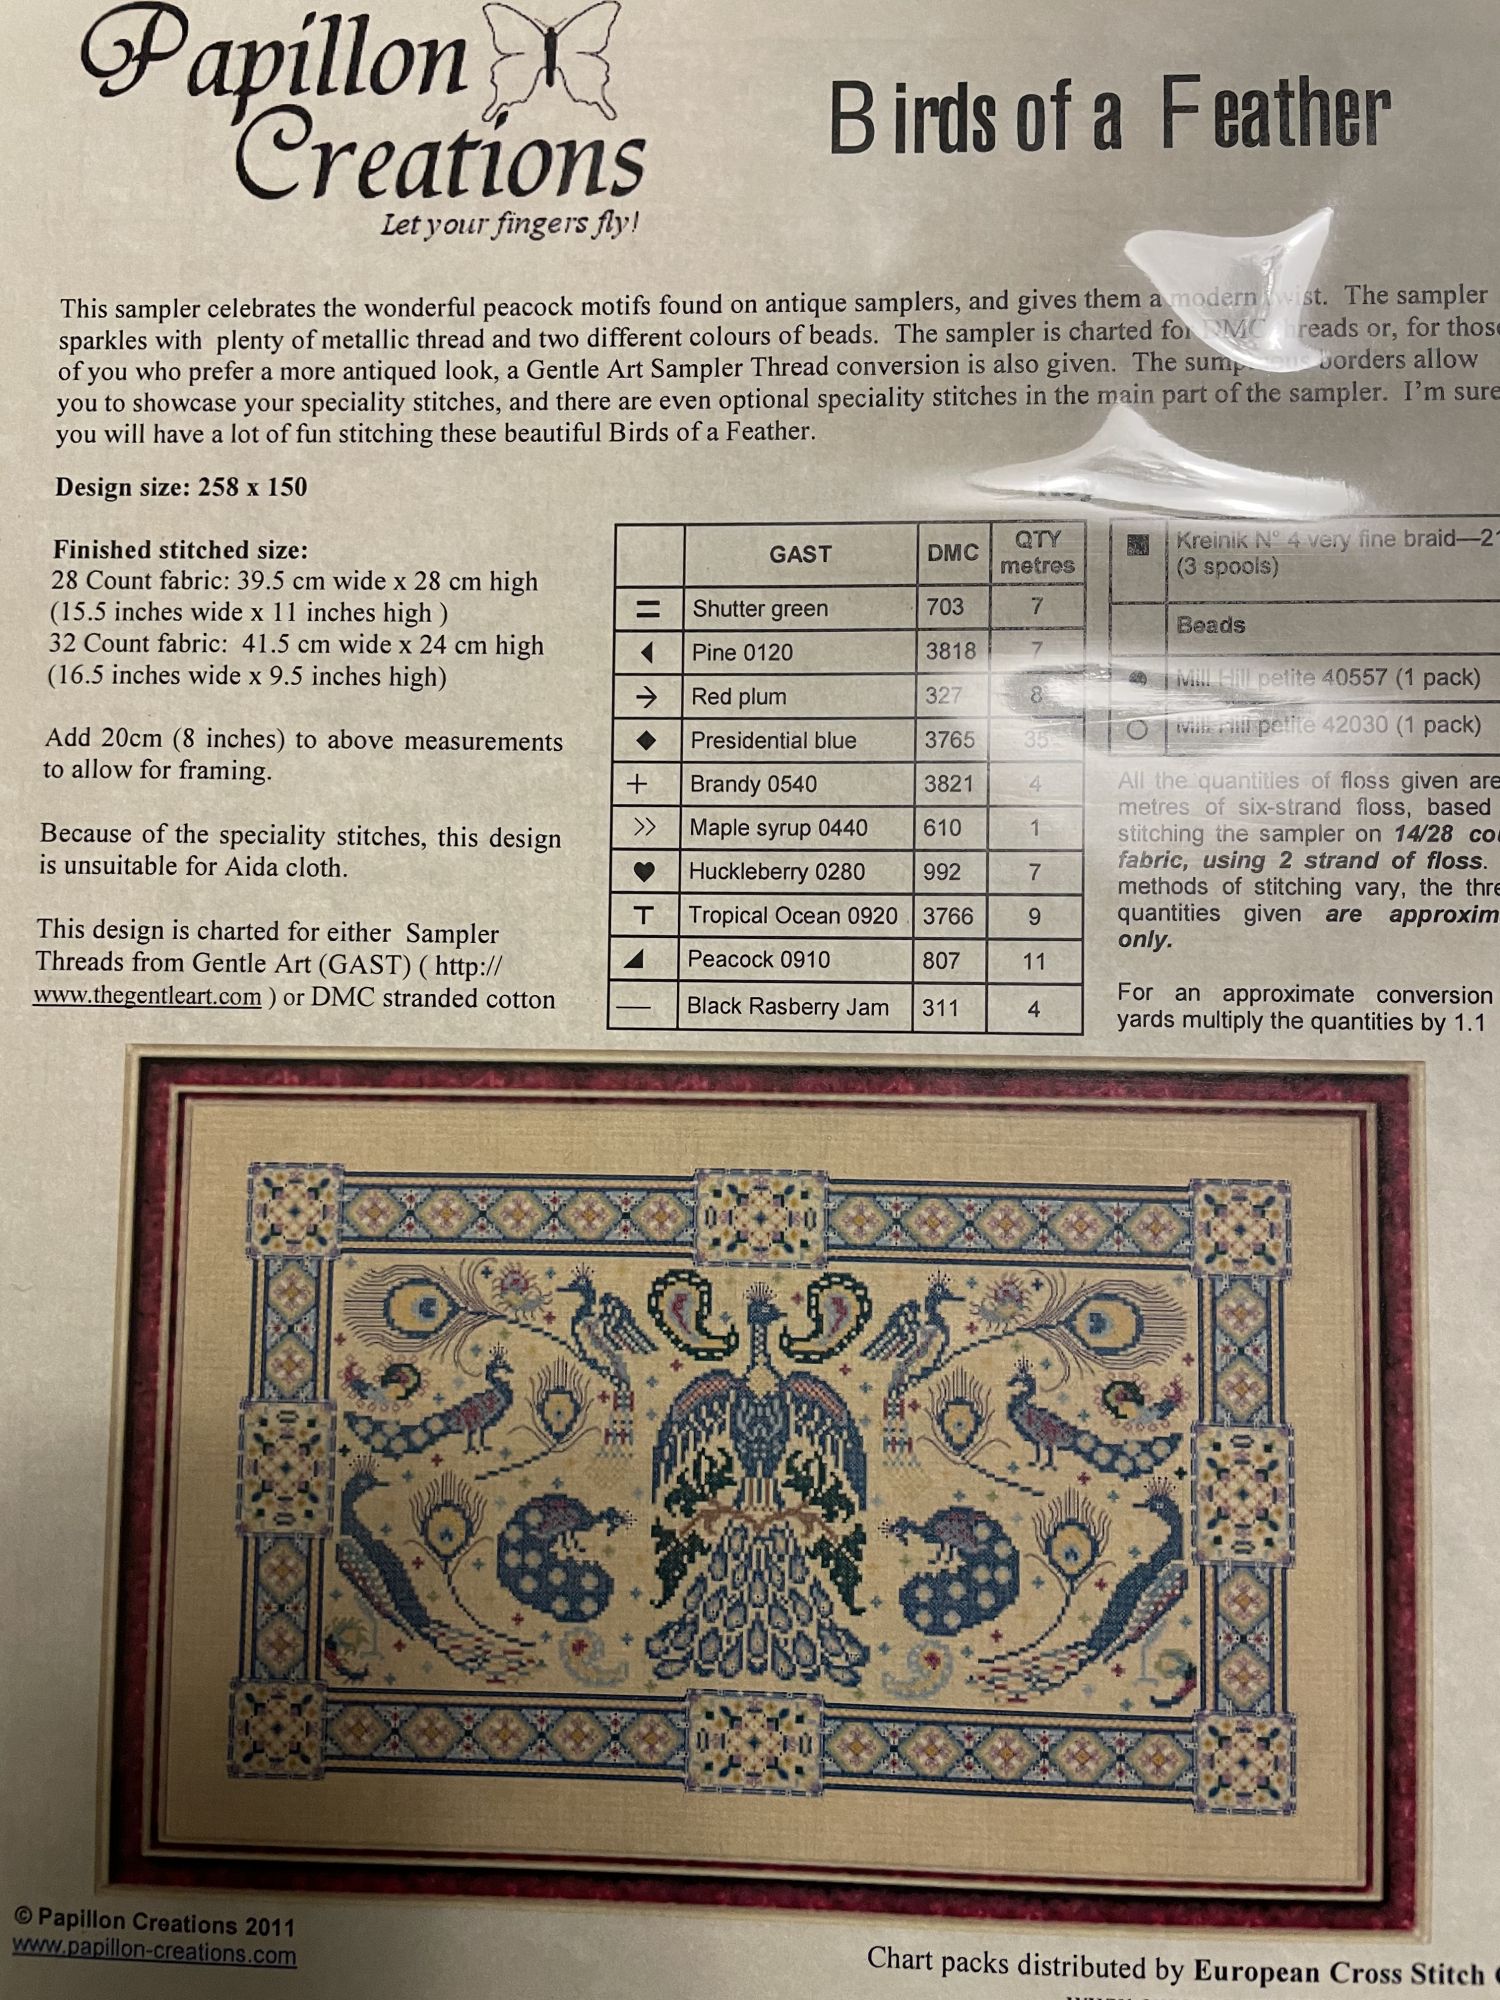 Papillon
Creations
Let your fingers fly!
Birds of a Feather
This sampler celebrates the wonderful peacock motifs found on antique samplers, and gives them a modern twist. The sampler
sparkles with plenty of metallic thread and two different colours of beads. The sampler is charted for DMC threads or, for those
of you who prefer a more antiqued look, a Gentle Art Sampler Thread conversion is also given. The sumptuous borders allow
you to showcase your speciality stitches, and there are even optional speciality stitches in the main part of the sampler. I'm sure
you will have a lot of fun stitching these beautiful Birds of a Feather.
Design size: 258 x 150
Finished stitched size:
28 Count fabric: 39.5 cm wide x 28 cm high
(15.5 inches wide x 11 inches high )
32 Count fabric: 41.5 cm wide x 24 cm high
(16.5 inches wide x 9.5 inches high)
Add 20cm (8 inches) to above measurements
to allow for framing.
Because of the speciality stitches, this design
is unsuitable for Aida cloth.
This design is charted for either Sampler
Threads from Gentle Art (GAST) ( http://
www.thegentleart.com ) or DMC stranded cotton
GAST DMC QTY metres
= Shutter green 703 7
Pine 0120 3818 7
→ Red plum 327 8
◆ Presidential blue 3765 35
+ Brandy 0540 3821 4
>> Maple syrup 0440 610 1
♥ Huckleberry 0280 992 7
T Tropical Ocean 0920 3766 9
◢ Peacock 0910 807 11
— Black Rasberry Jam 311 4
Kreinik Nº 4 very fine braid—
(3 spools)
Beads
Mill Hill petite 40557 (1 pack)
Mill Hill petite 42030 (1 pack)
All the quantities of floss given are
metres of six-strand floss, based
stitching the sampler on 14/28
fabric, using 2 strand of floss.
methods of stitching vary, the
quantities given are
only.
For an approximate conversion
yards multiply the quantities by 1.1
© Papillon Creations 2011
www.papillon-creations.com
Chart packs distributed by European Cross Stitch